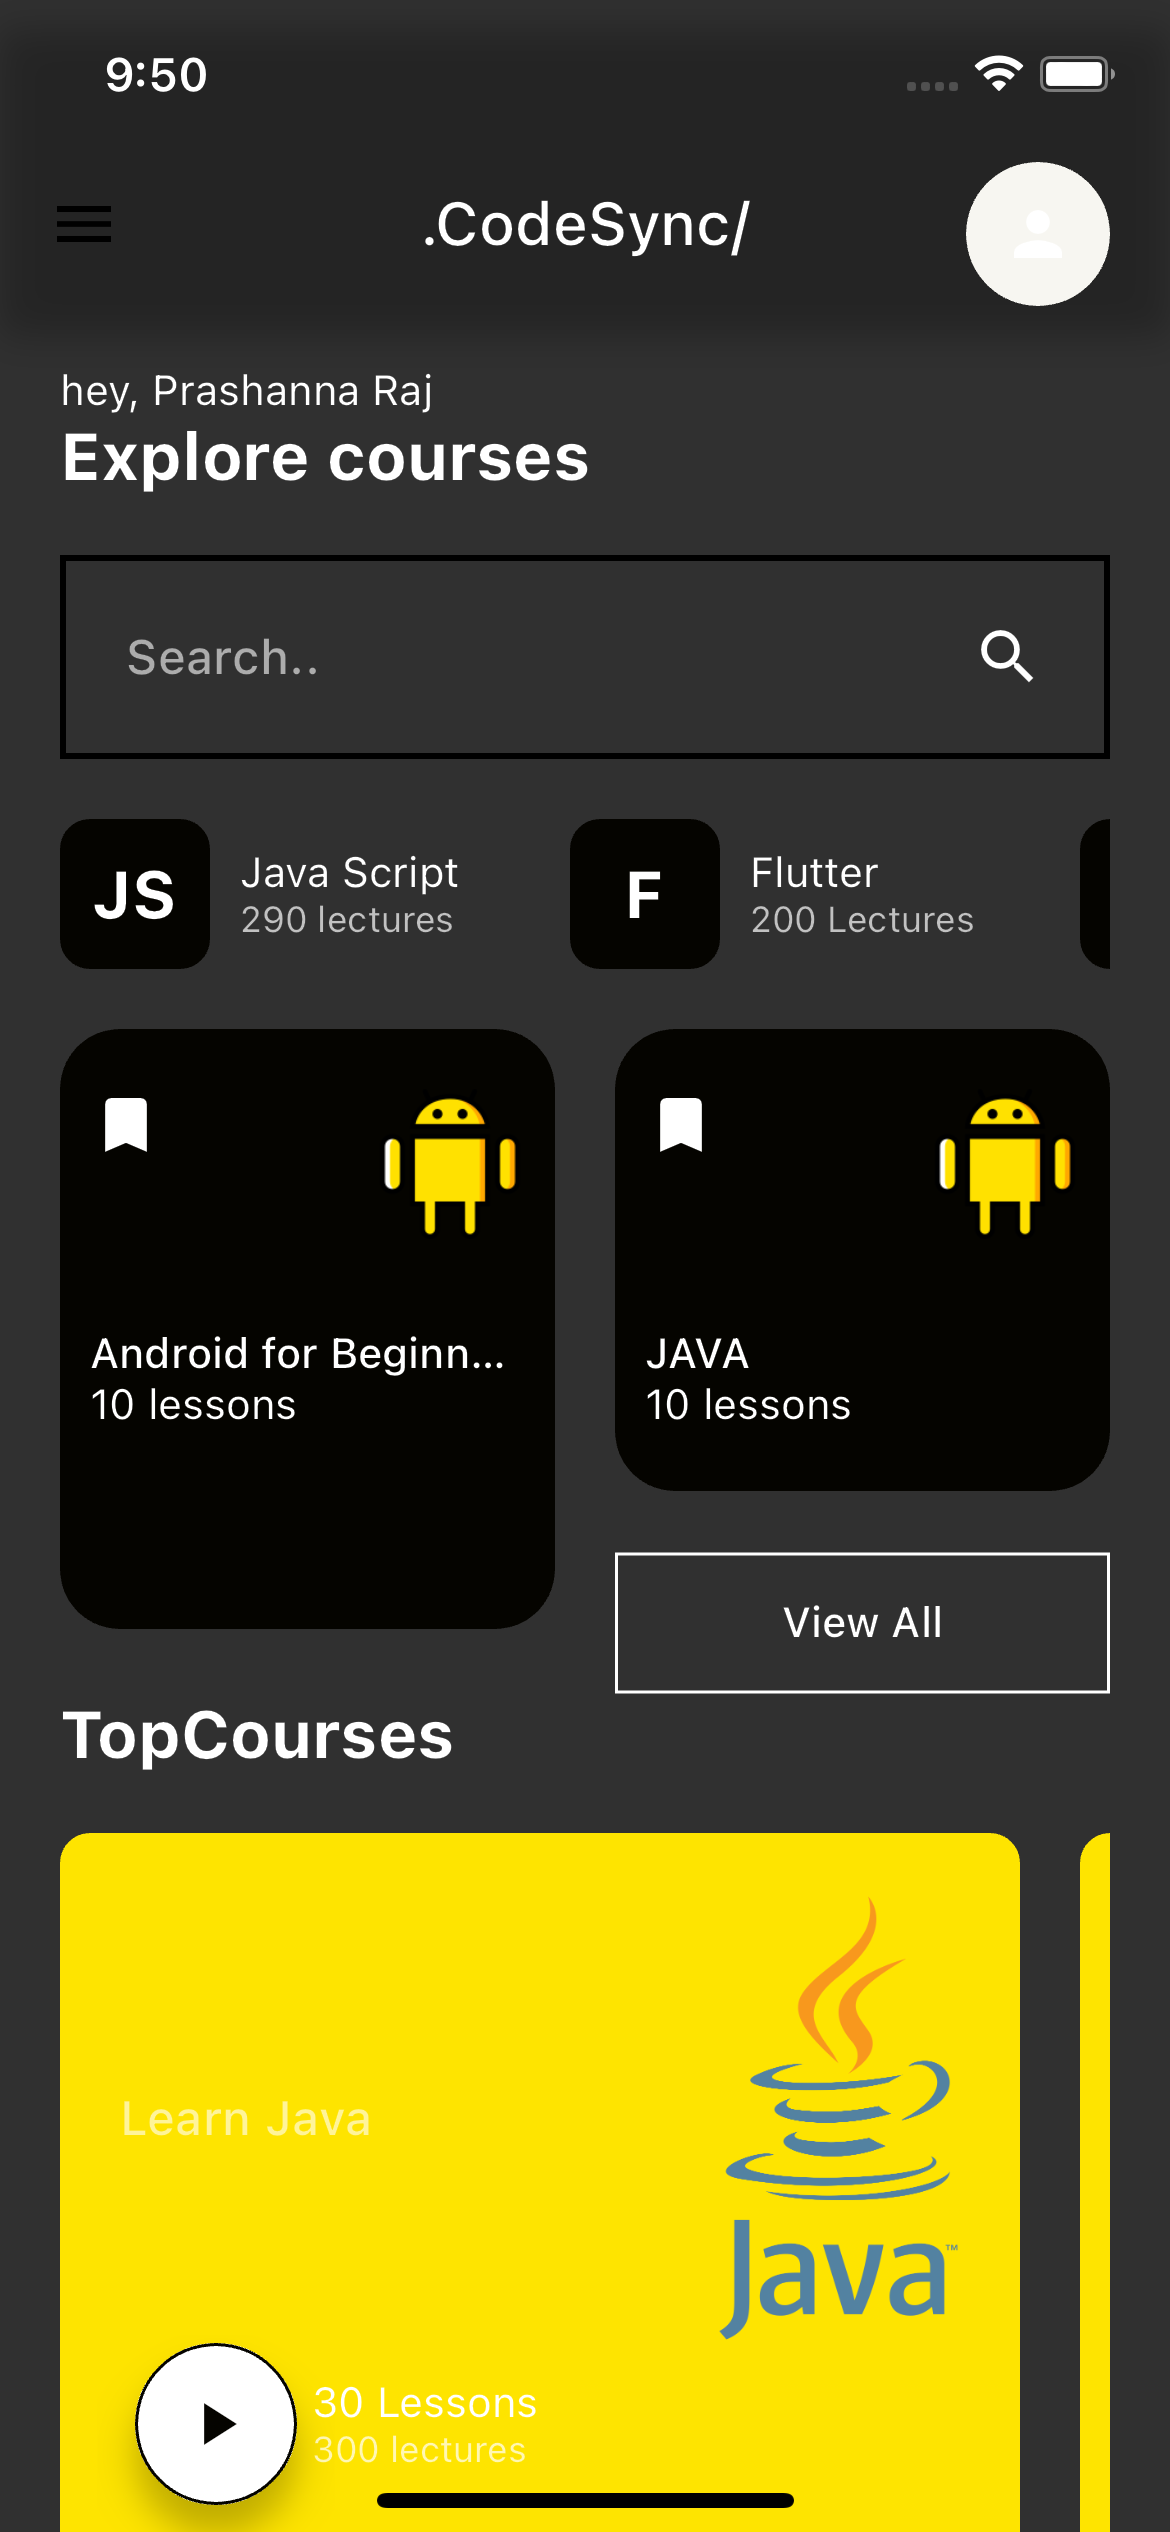 9:50
.CodeSync/
hey, Prashanna Raj
Explore courses
Search..
JS
Java Script
290 lectures
F
Flutter
200 Lectures
Android for Beginn...
10 lessons
JAVA
10 lessons
View All
TopCourses
Learn Java
Java™
30 Lessons
300 lectures